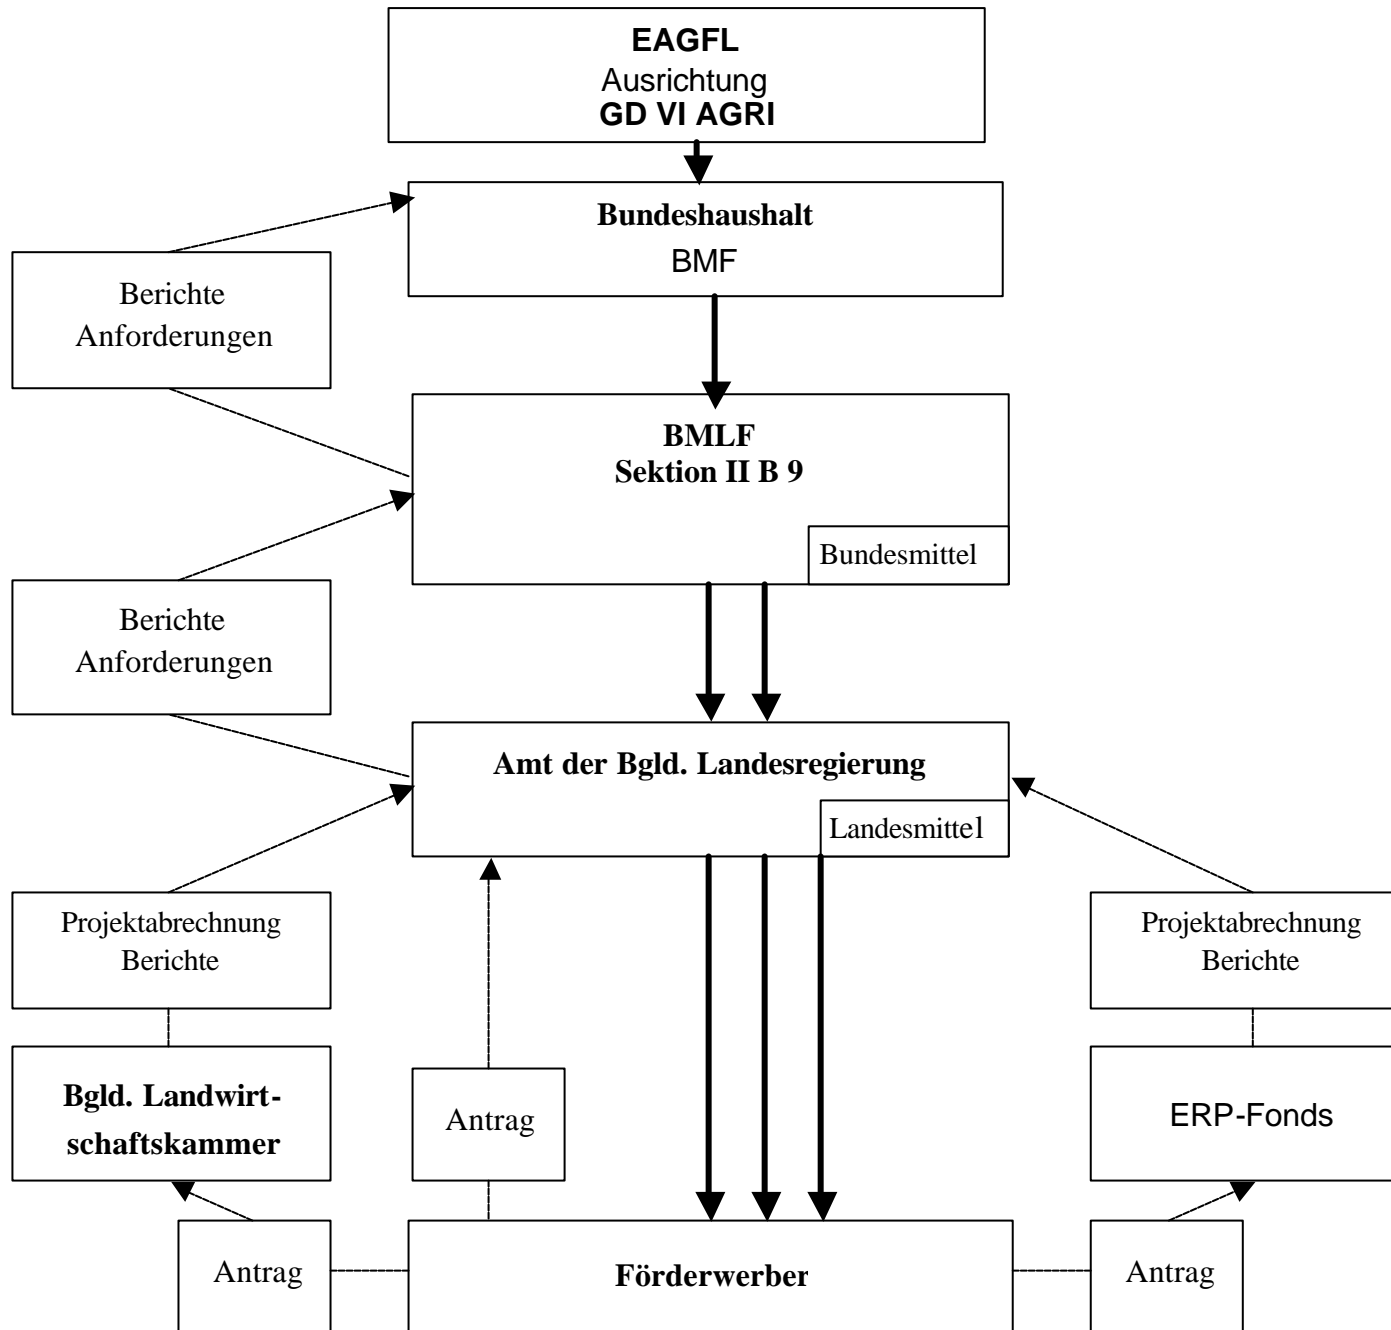 EAGFL
Ausrichtung
GD VI AGRI
Bundeshaushalt
BMF
Berichte
Anforderungen
BMLF
Sektion II B 9
Bundesmittel
Berichte
Anforderungen
Amt der Bgld. Landesregierung
Landesmittel
Projektabrechnung
Berichte
Projektabrechnung
Berichte
Bgld. Landwirt-
schaftskammer
Antrag
ERP-Fonds
Antrag
Förderwerber
Antrag